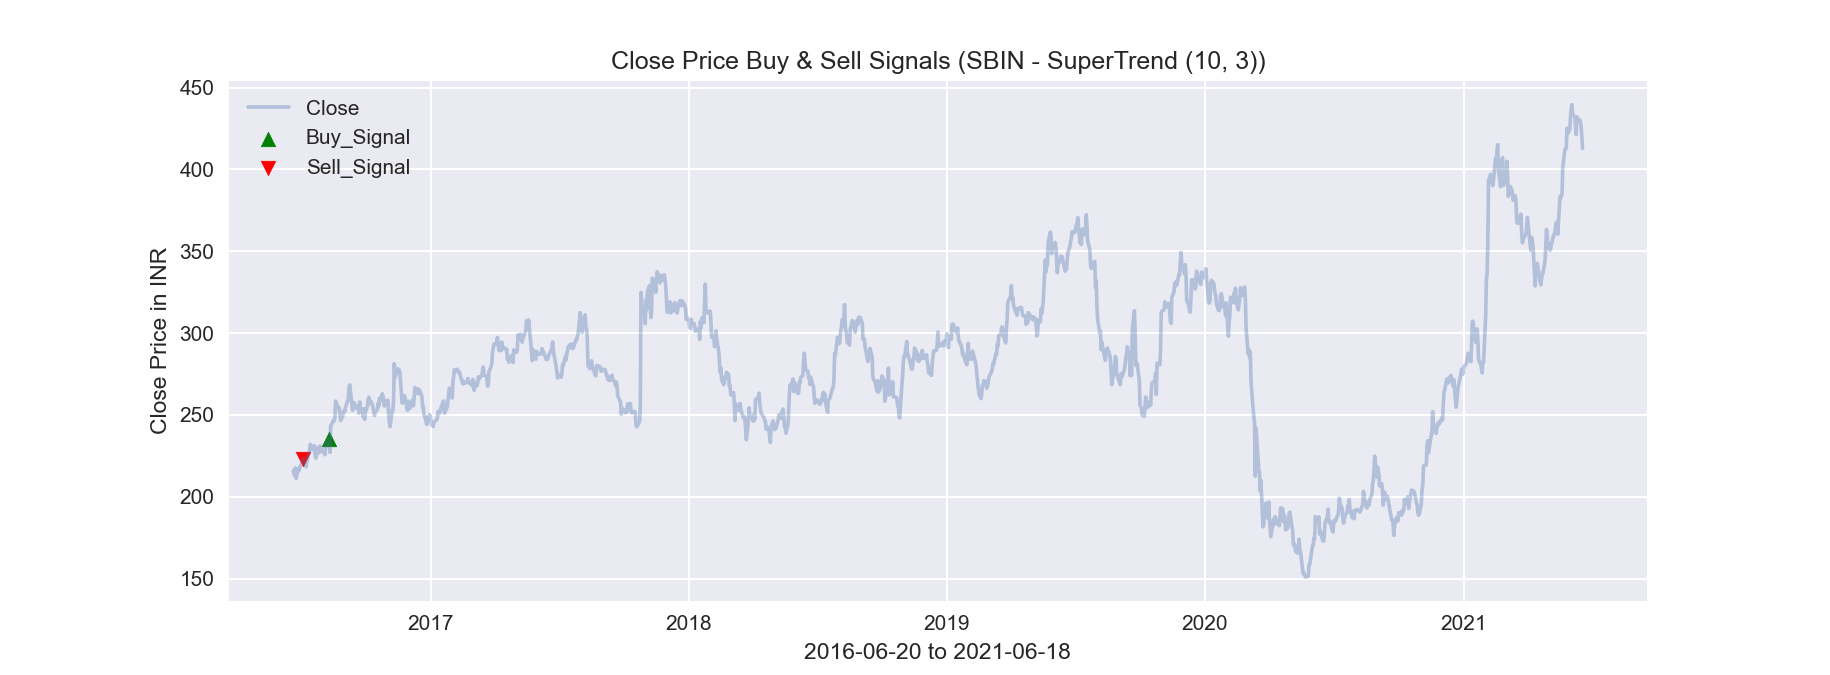 Close Price Buy & Sell Signals (SBIN - SuperTrend (10, 3))
Close
Buy_Signal
Sell_Signal
Close Price in INR
450
400
350
300
250
200
150
2017 2018 2019 2020 2021
2016-06-20 to 2021-06-18